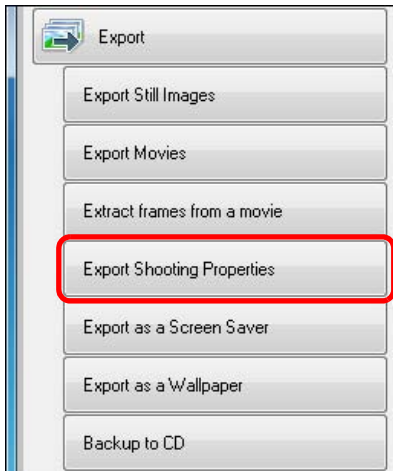 Export
Export Still Images
Export Movies
Extract frames from a movie
Export Shooting Properties
Export as a Screen Saver
Export as a Wallpaper
Backup to CD